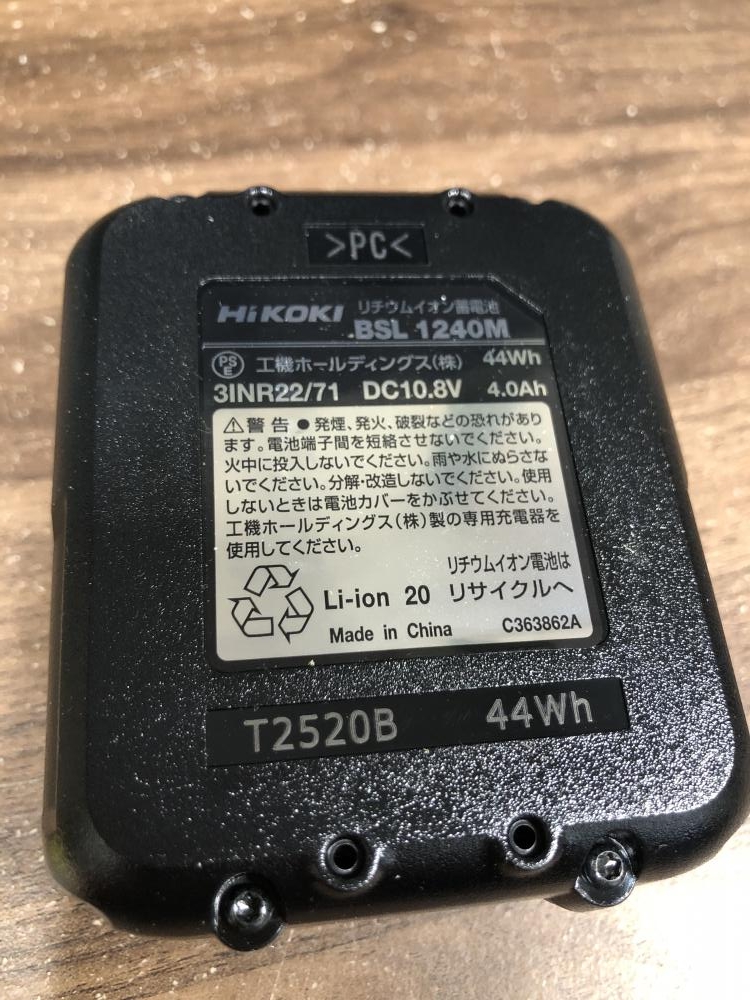 >PC<
HiKOKI リチウムイオン蓄電池
BSL 1240M
PSE 工機ホールディングス(株) 44Wh
3INR22/71 DC10.8V 4.0Ah
⚠警告 ●発煙、発火、破裂などの恐れがあり
ます。電池端子間を短絡させないでください。
火中に投入しないでください。雨や水にぬらさな
いでください。分解・改造しないでください。使用
しないときは電池カバーをかぶせてください。
工機ホールディングス(株)製の専用充電器を
使用してください。
リチウムイオン電池は
Li-ion 20 リサイクルへ
Made in China C363862A
T2520B 44Wh